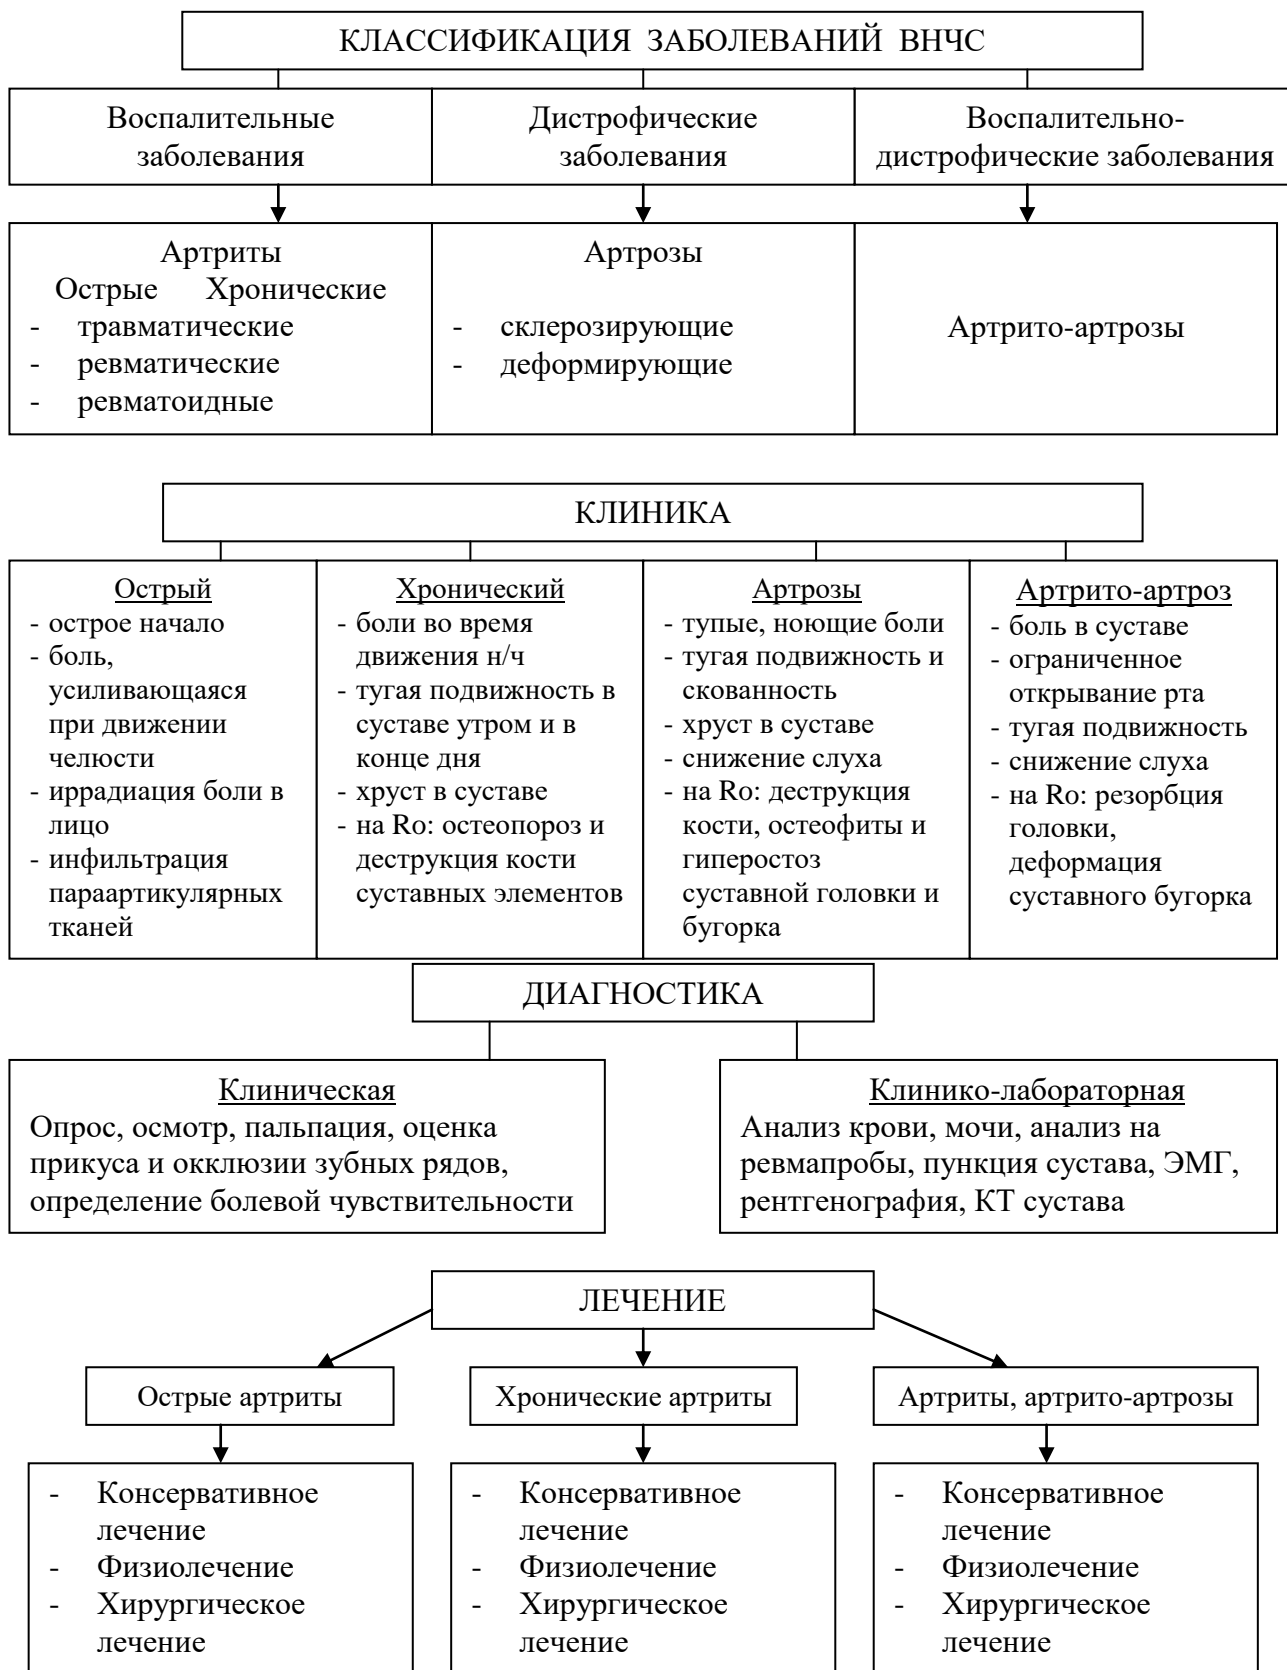 КЛАССИФИКАЦИЯ ЗАБОЛЕВАНИЙ ВНЧС
Воспалительные
заболевания
Дистрофические
заболевания
Воспалительно-
дистрофические заболевания
Артриты
Острые Хронические
- травматические
- ревматические
- ревматоидные
Артрозы
- склерозирующие
- деформирующие
Артрито-артрозы
КЛИНИКА
Острый
- острое начало
- боль,
усиливающаяся
при движении
челюсти
- иррадиация боли в
лицо
- инфильтрация
параартикулярных
тканей
Хронический
- боли во время
движения н/ч
- тугая подвижность в
суставе утром и в
конце дня
- хруст в суставе
- на Ro: остеопороз и
деструкция кости
суставных элементов
Артрозы
- тупые, ноющие боли
- тугая подвижность и
скованность
- хруст в суставе
- снижение слуха
- на Ro: деструкция
кости, остеофиты и
гиперостоз
суставной головки и
бугорка
Артрито-артроз
- боль в суставе
- ограниченное
открывание рта
- тугая подвижность
- снижение слуха
- на Ro: резорбция
головки,
деформация
суставного бугорка
ДИАГНОСТИКА
Клиническая
Опрос, осмотр, пальпация, оценка
прикуса и окклюзии зубных рядов,
определение болевой чувствительности
Клинико-лабораторная
Анализ крови, мочи, анализ на
ревмапробы, пункция сустава, ЭМГ,
рентгенография, КТ сустава
ЛЕЧЕНИЕ
Острые артриты
Хронические артриты
Артриты, артрито-артрозы
- Консервативное
лечение
- Физиолечение
- Хирургическое
лечение
- Консервативное
лечение
- Физиолечение
- Хирургическое
лечение
- Консервативное
лечение
- Физиолечение
- Хирургическое
лечение